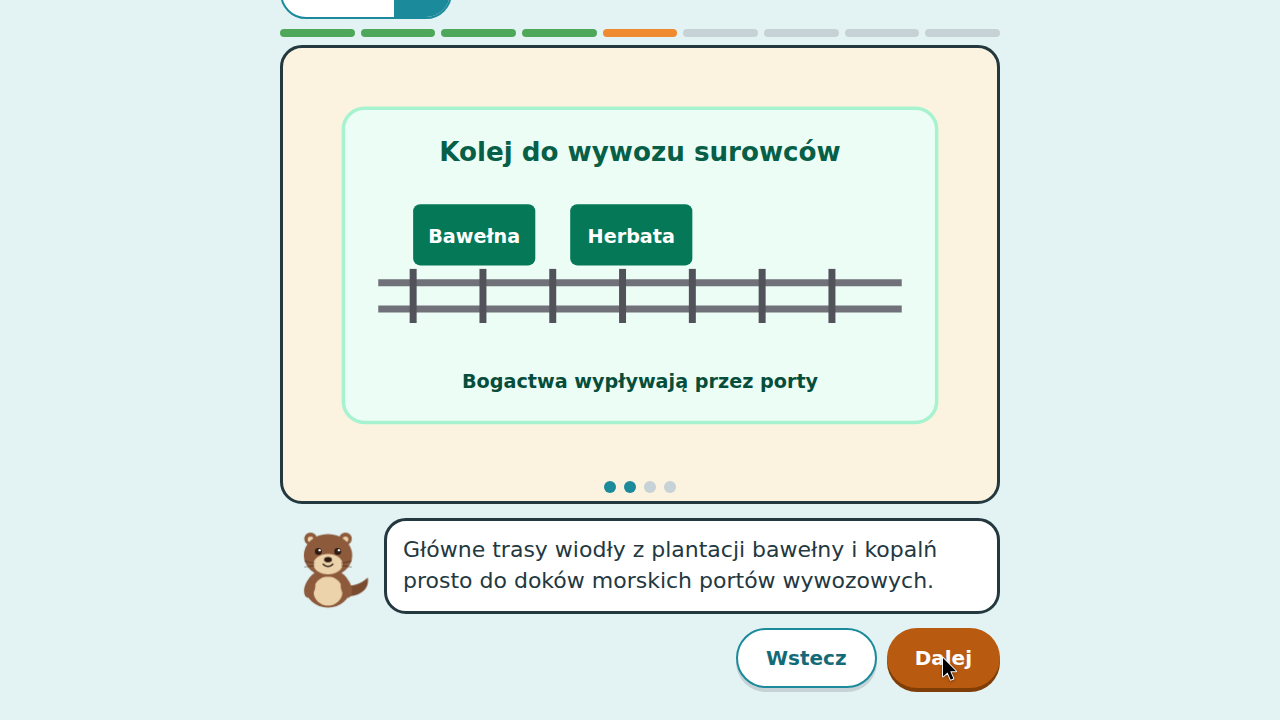 Kolej do wywozu surowców
Bawełna
Herbata
Bogactwa wypływają przez porty
Główne trasy wiodły z plantacji bawełny i kopalń
prosto do doków morskich portów wywozowych.
Wstecz
Dalej